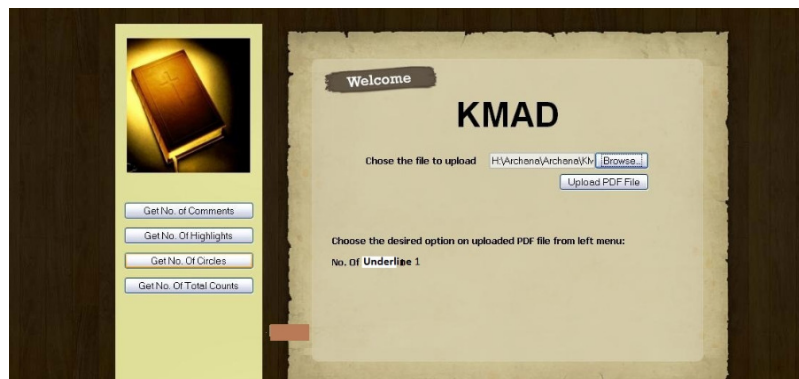 Get No. of Comments
Get No. Of Highlights
Get No. Of Circles
Get No. Of Total Counts
Welcome
KMAD
Chose the file to upload H:\Archana\Archana\KM Browse...
Upload PDF File
Choose the desired option on uploaded PDF file from left menu:
No. Of Underline 1